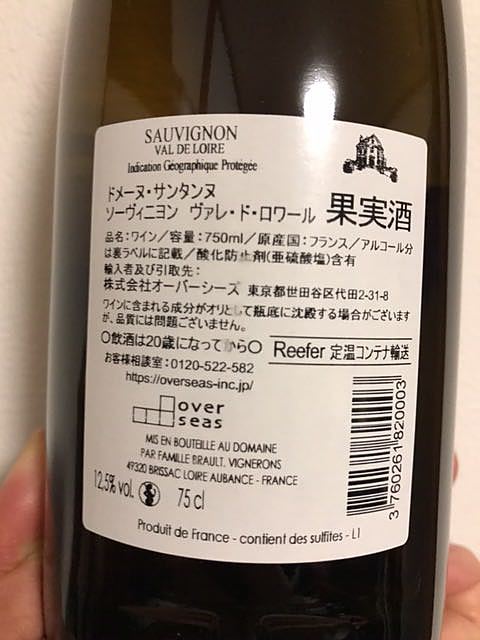 SAUVIGNON
VAL DE LOIRE
Indication Géographique Protégée
ドメーヌ・サンタンヌ
ソーヴィニヨン ヴァレ・ド・ロワール 果実酒
品名:ワイン/容量:750ml/原産国:フランス/アルコール分
は裏ラベルに記載/酸化防止剤(亜硫酸塩)含有
輸入者及び引取先:
株式会社オーバーシーズ 東京都世田谷区代田2-31-8
ワインに含まれる成分がオリとして瓶底に沈殿する場合がございます
が、品質には問題ございません。
〇飲酒は20歳になってから〇 Reefer 定温コンテナ輸送
お客様相談室:0120-522-582
https://overseas-inc.jp/
over
seas
MIS EN BOUTEILLE AU DOMAINE
PAR FAMILLE BRAULT, VIGNERONS
49320 BRISSAC LOIRE AUBANCE - FRANCE
12.5% vol. 75 cl
3 760261 820003
Produit de France - contient des sulfites - L1